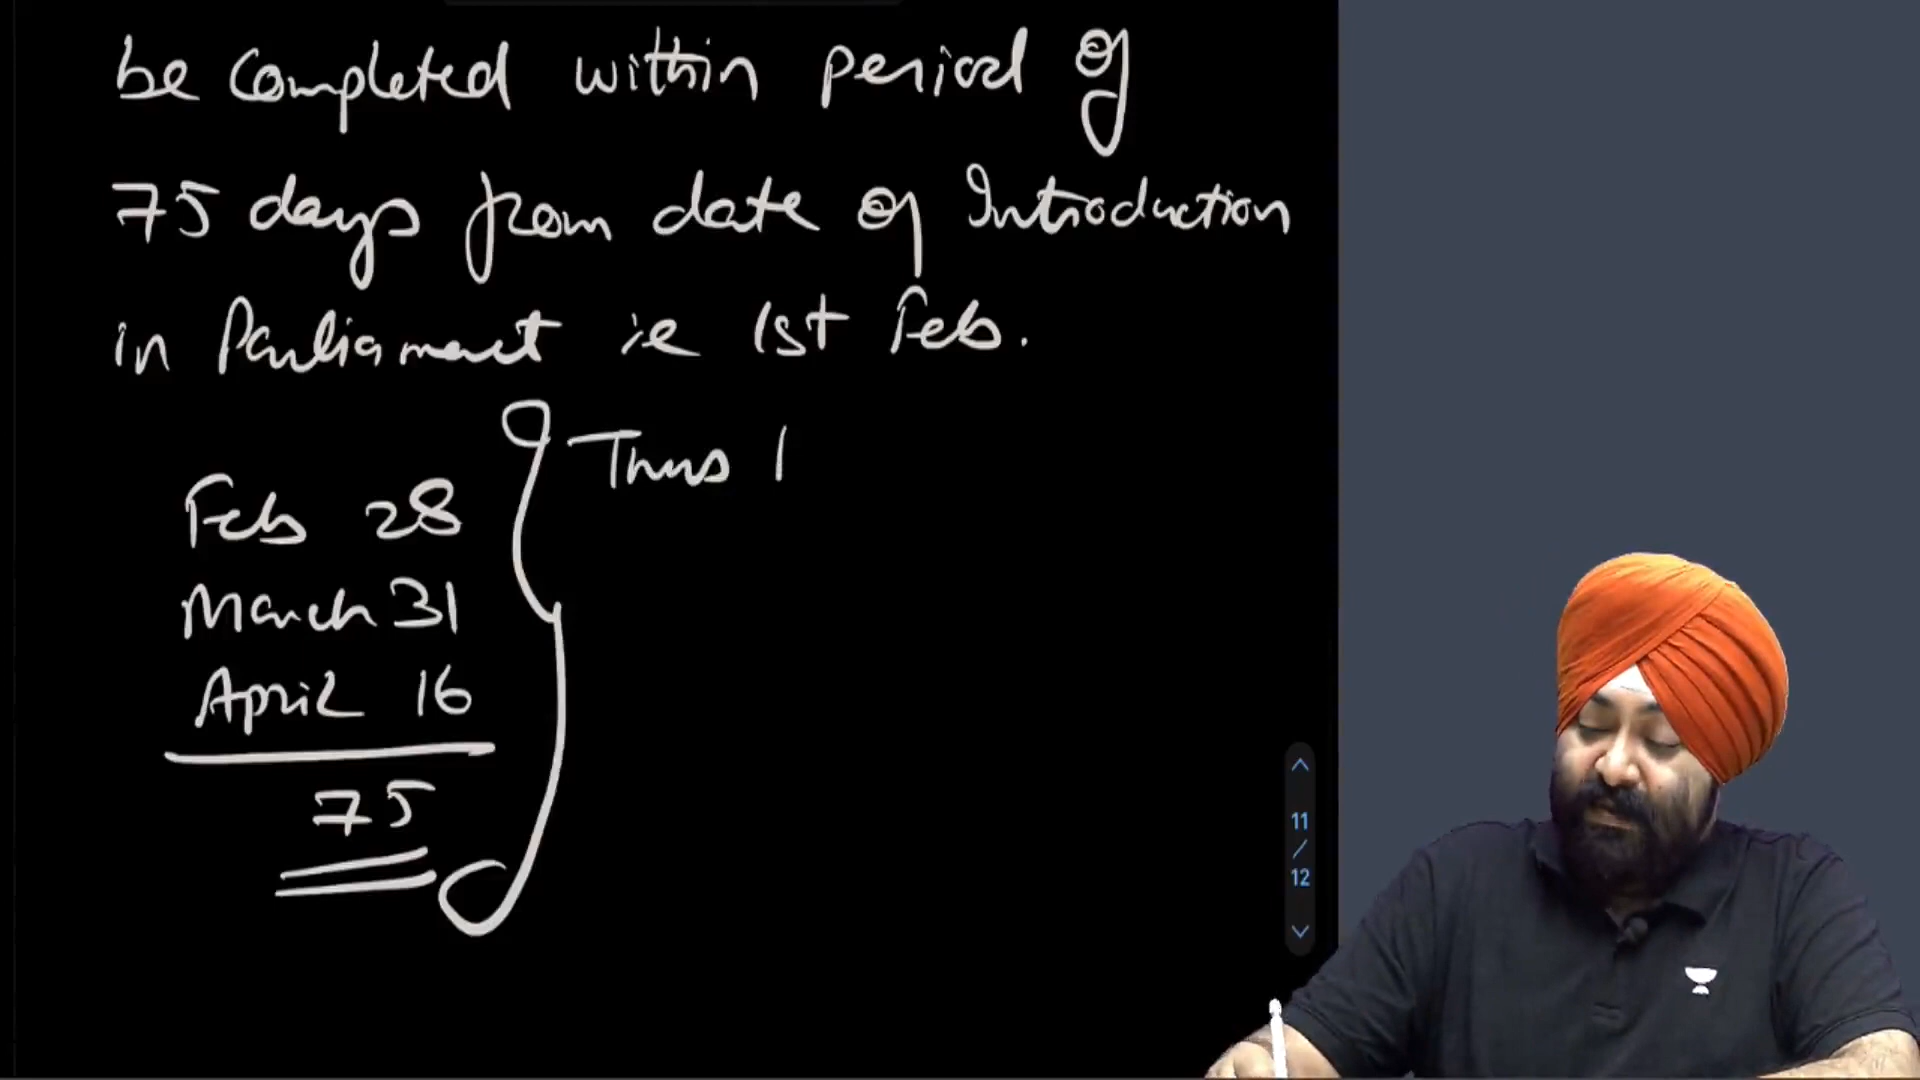 be completed within period of
75 days from date of Introduction
in Parliament ie 1st Feb.
Thus 1
Feb 28
March 31
April 16
75
11
/
12